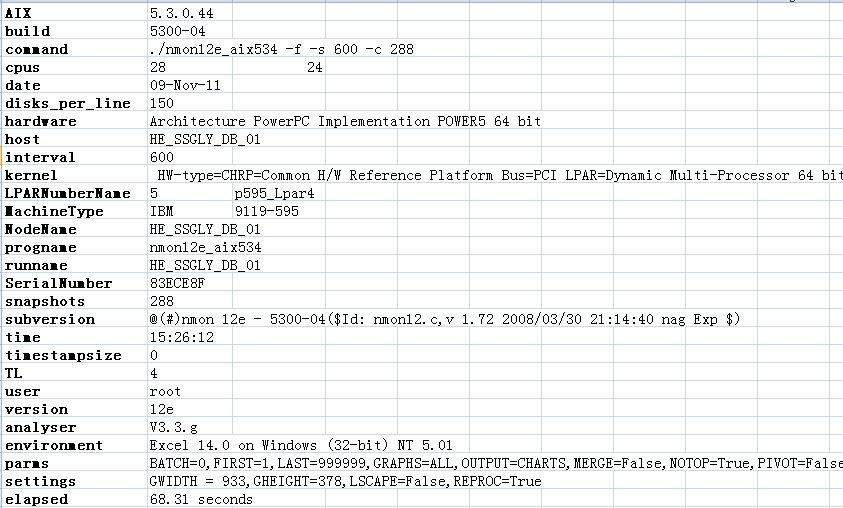 AIX 5.3.0.44
build 5300-04
command ./nmon12e_aix534 -f -s 600 -c 288
cpus 28 24
date 09-Nov-11
disks_per_line 150
hardware Architecture PowerPC Implementation POWER5 64 bit
host HE_SSGLY_DB_01
interval 600
kernel HW-type=CHRP=Common H/W Reference Platform Bus=PCI LPAR=Dynamic Multi-Processor 64 bit
LPARNumberName 5 p595_Lpar4
MachineType IBM 9119-595
NodeName HE_SSGLY_DB_01
progname nmon12e_aix534
runname HE_SSGLY_DB_01
SerialNumber 83ECE8F
snapshots 288
subversion @(#)nmon 12e - 5300-04($Id: nmon12.c,v 1.72 2008/03/30 21:14:40 nag Exp $)
time 15:26:12
timestampsize 0
TL 4
user root
version 12e
analyser V3.3.g
environment Excel 14.0 on Windows (32-bit) NT 5.01
parms BATCH=0,FIRST=1,LAST=999999,GRAPHS=ALL,OUTPUT=CHARTS,MERGE=False,NOTOP=True,PIVOT=False
settings GWIDTH = 933,GHEIGHT=378,LSCAPE=False,REPROC=True
elapsed 68.31 seconds